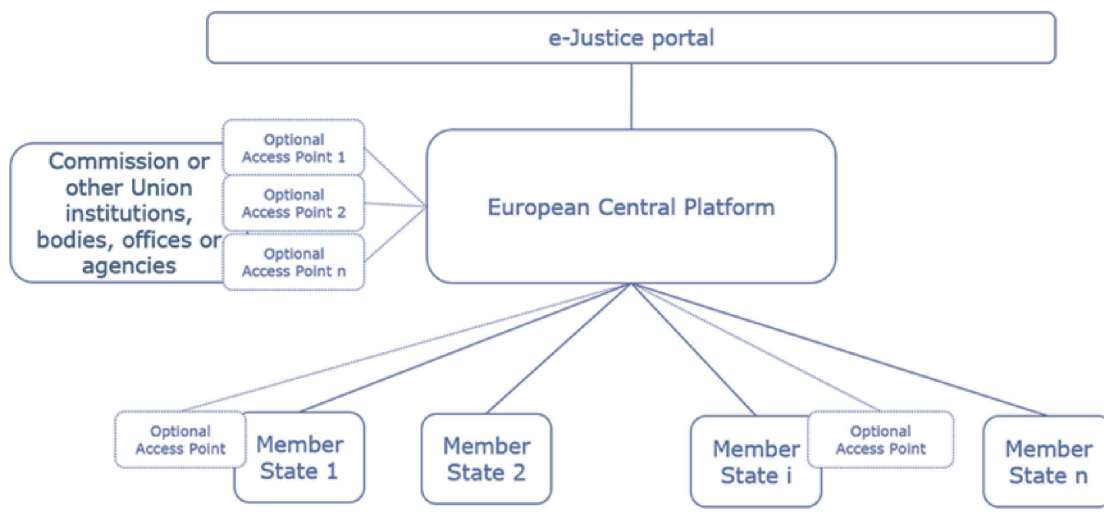 e-Justice portal
Optional
Access Point 1
Commission or
other Union
institutions,
bodies, offices or
agencies
Optional
Access Point 2
Optional
Access Point n
European Central Platform
Optional
Access Point
Member
State 1
Member
State 2
Member
State i
Optional
Access Point
Member
State n